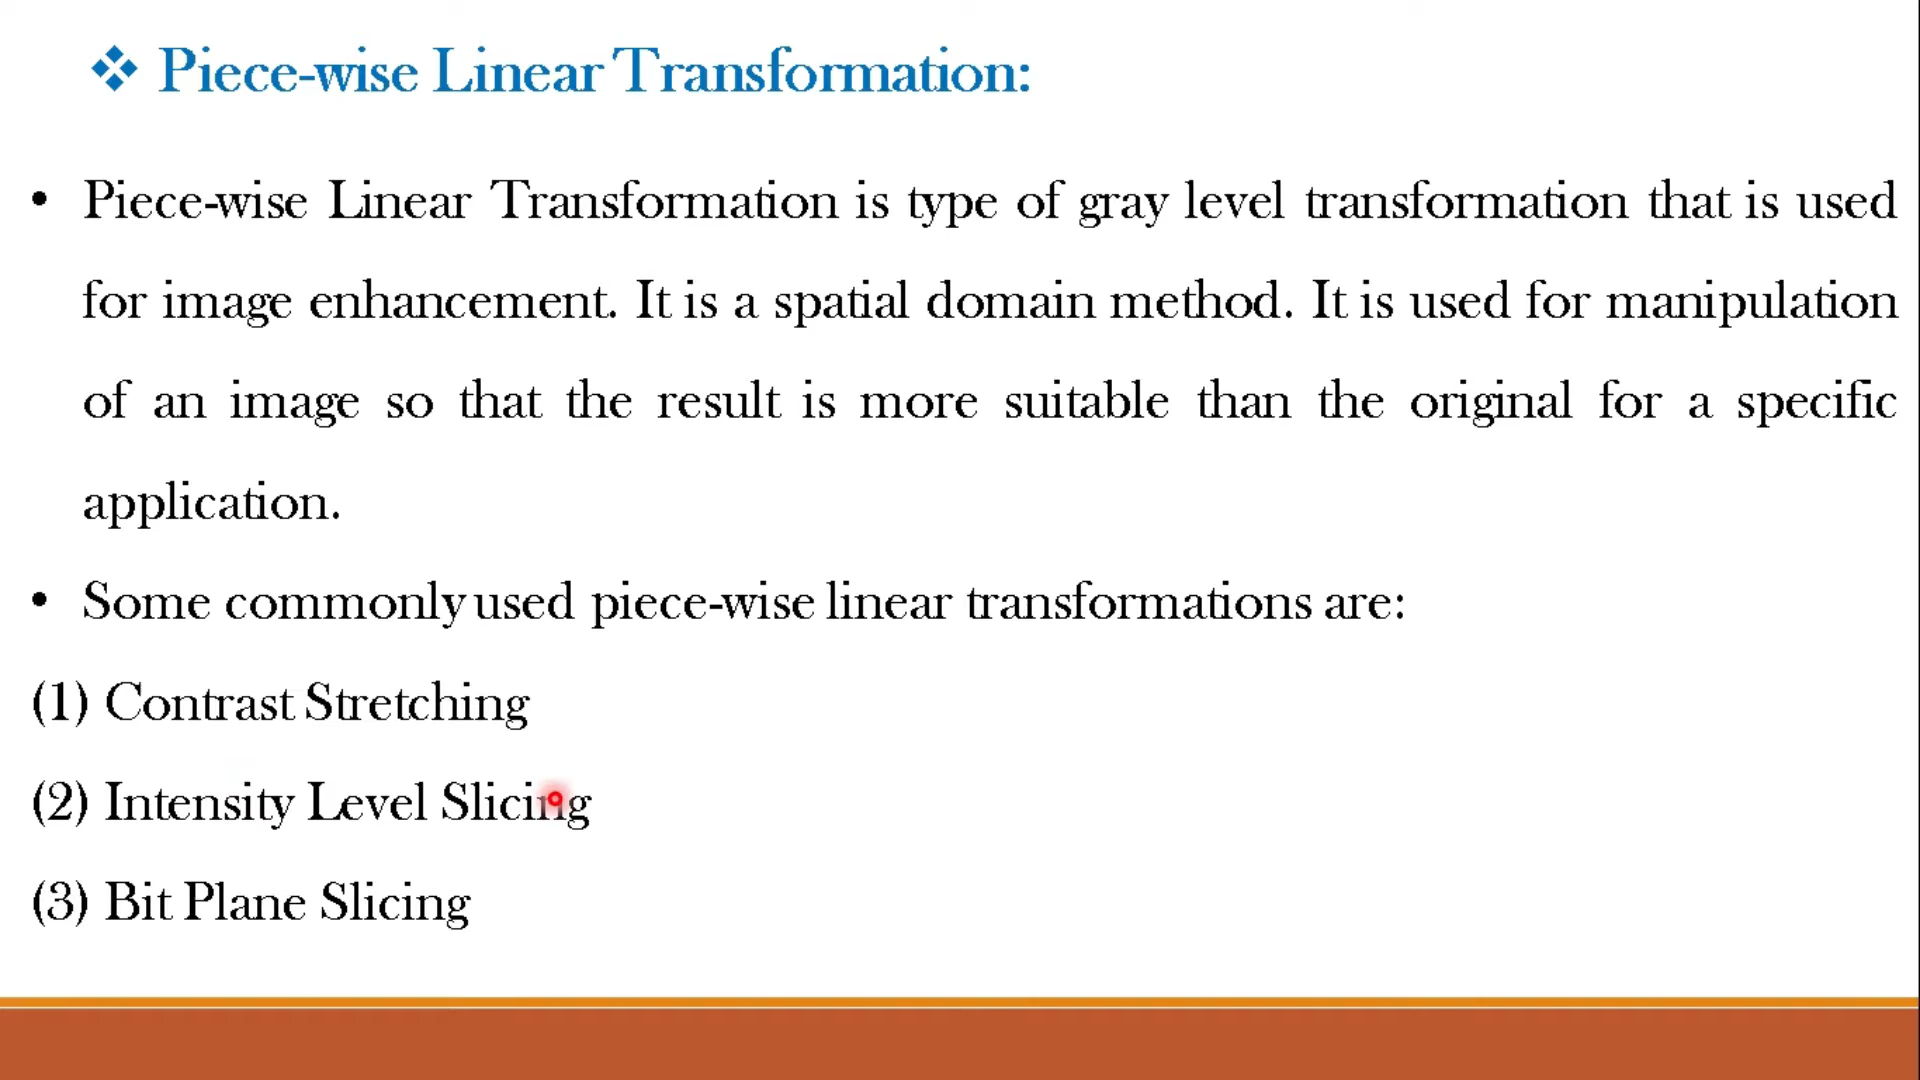 ❖ Piece-wise Linear Transformation:
• Piece-wise Linear Transformation is type of gray level transformation that is used
for image enhancement. It is a spatial domain method. It is used for manipulation
of an image so that the result is more suitable than the original for a specific
application.
• Some commonly used piece-wise linear transformations are:
(1) Contrast Stretching
(2) Intensity Level Slicing
(3) Bit Plane Slicing